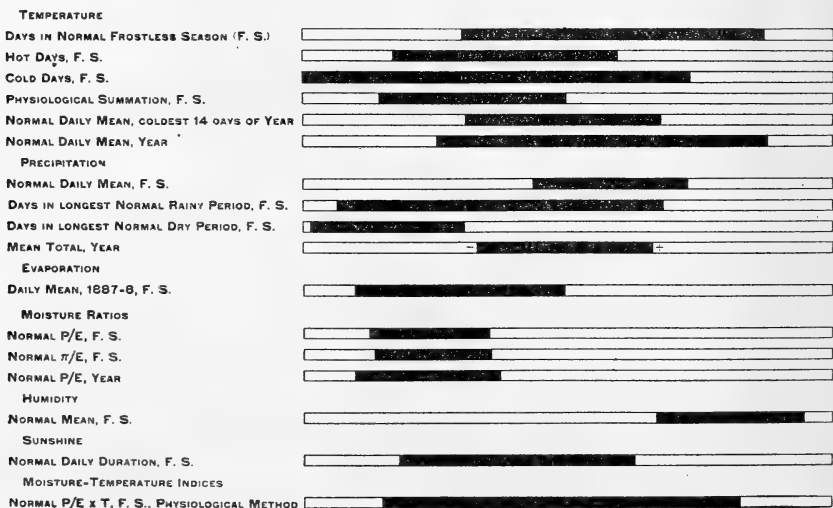 TEMPERATURE
DAYS IN NORMAL FROSTLESS SEASON (F. S.)
HOT DAYS, F. S.
COLD DAYS, F. S.
PHYSIOLOGICAL SUMMATION, F. S.
NORMAL DAILY MEAN, COLDEST 14 DAYS OF YEAR
NORMAL DAILY MEAN, YEAR
PRECIPITATION
NORMAL DAILY MEAN, F. S.
DAYS IN LONGEST NORMAL RAINY PERIOD, F. S.
DAYS IN LONGEST NORMAL DRY PERIOD, F. S.
MEAN TOTAL, YEAR − +
EVAPORATION
DAILY MEAN, 1887-8, F. S.
MOISTURE RATIOS
NORMAL P/E, F. S.
NORMAL π/E, F. S.
NORMAL P/E, YEAR
HUMIDITY
NORMAL MEAN, F. S.
SUNSHINE
NORMAL DAILY DURATION, F. S.
MOISTURE-TEMPERATURE INDICES
NORMAL P/E x T, F. S., PHYSIOLOGICAL METHOD